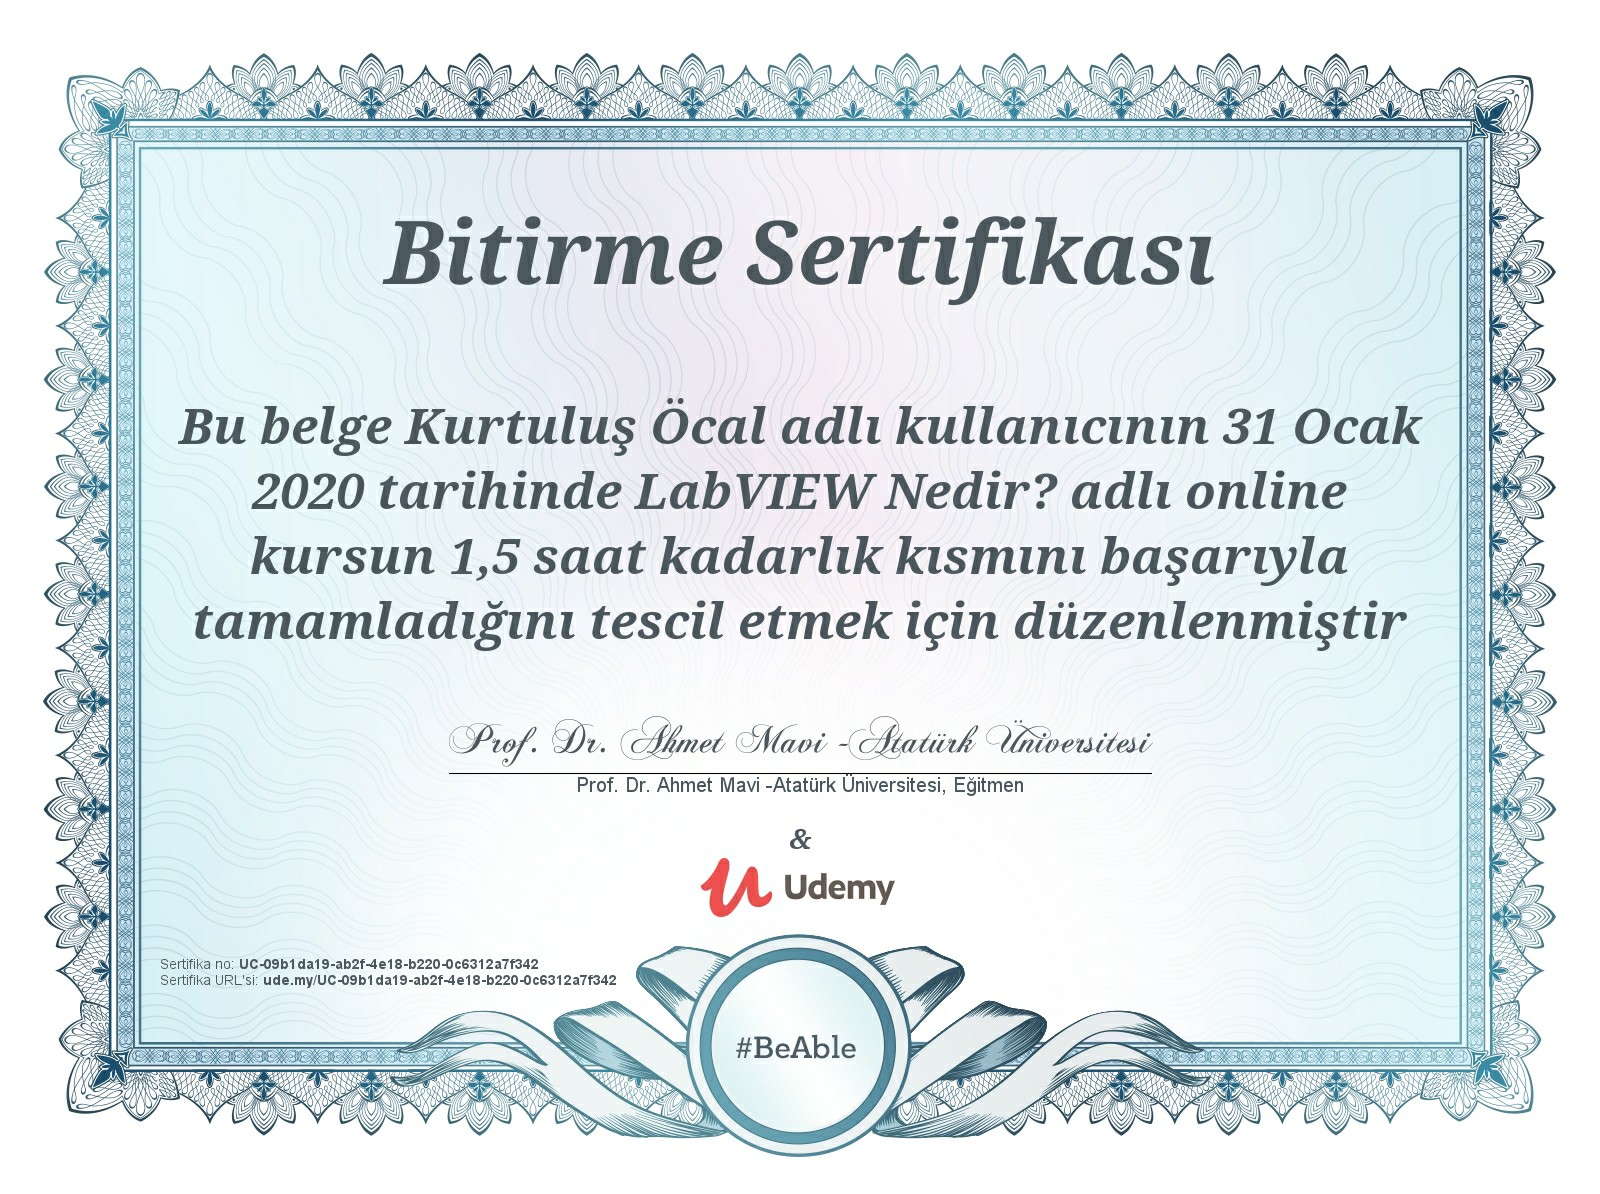 Bitirme Sertifikası
Bu belge Kurtuluş Öcal adlı kullanıcının 31 Ocak
2020 tarihinde LabVIEW Nedir? adlı online
kursun 1,5 saat kadarlık kısmını başarıyla
tamamladığını tescil etmek için düzenlenmiştir
Prof. Dr. Ahmet Mavi -Atatürk Üniversitesi
Prof. Dr. Ahmet Mavi -Atatürk Üniversitesi, Eğitmen
&
Udemy
Sertifika no: UC-09b1da19-ab2f-4e18-b220-0c6312a7f342
Sertifika URL'si: ude.my/UC-09b1da19-ab2f-4e18-b220-0c6312a7f342
#BeAble